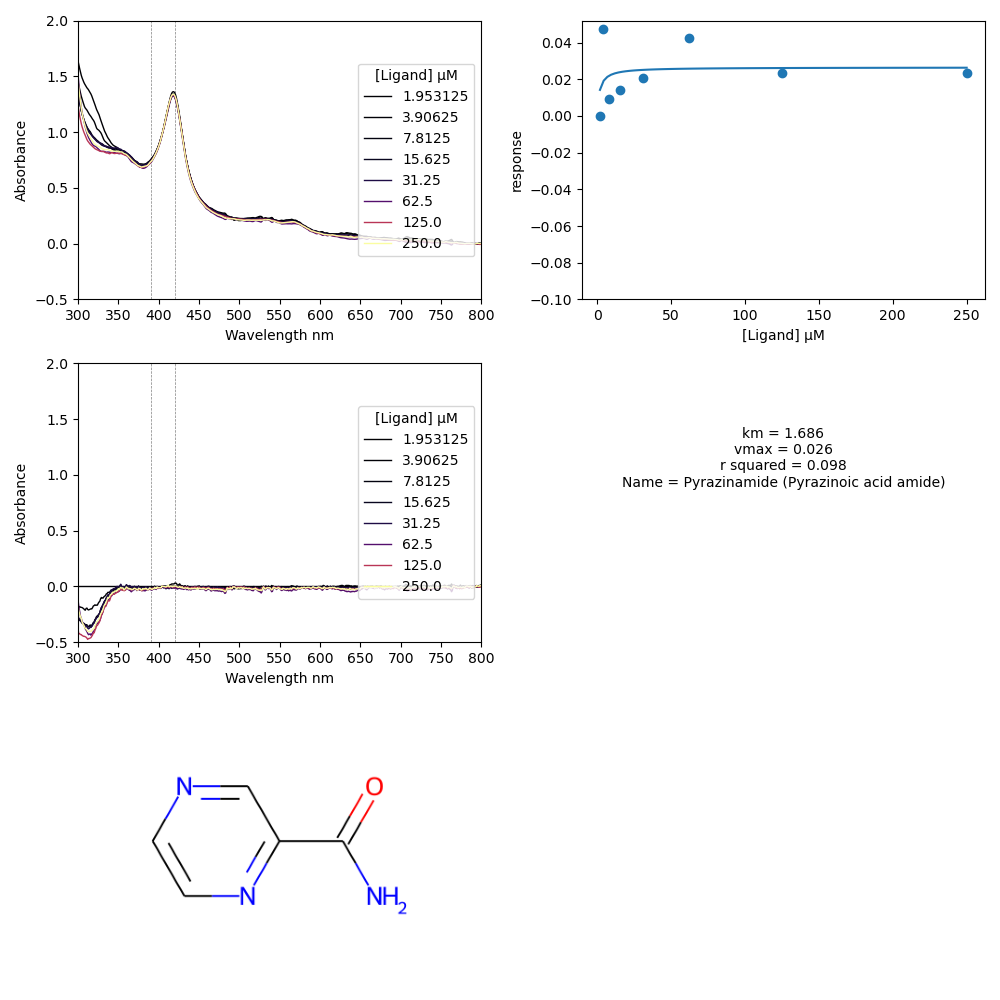 2.0
1.5
1.0
0.5
0.0
−0.5
Absorbance
300 350 400 450 500 550 600 650 700 750 800
Wavelength nm
[Ligand] µM
1.953125
3.90625
7.8125
15.625
31.25
62.5
125.0
250.0
0.04
0.02
0.00
−0.02
−0.04
−0.06
−0.08
−0.10
response
0 50 100 150 200 250
[Ligand] µM
2.0
1.5
1.0
0.5
0.0
−0.5
Absorbance
300 350 400 450 500 550 600 650 700 750 800
Wavelength nm
[Ligand] µM
1.953125
3.90625
7.8125
15.625
31.25
62.5
125.0
250.0
km = 1.686
vmax = 0.026
r squared = 0.098
Name = Pyrazinamide (Pyrazinoic acid amide)
N O
N NH2